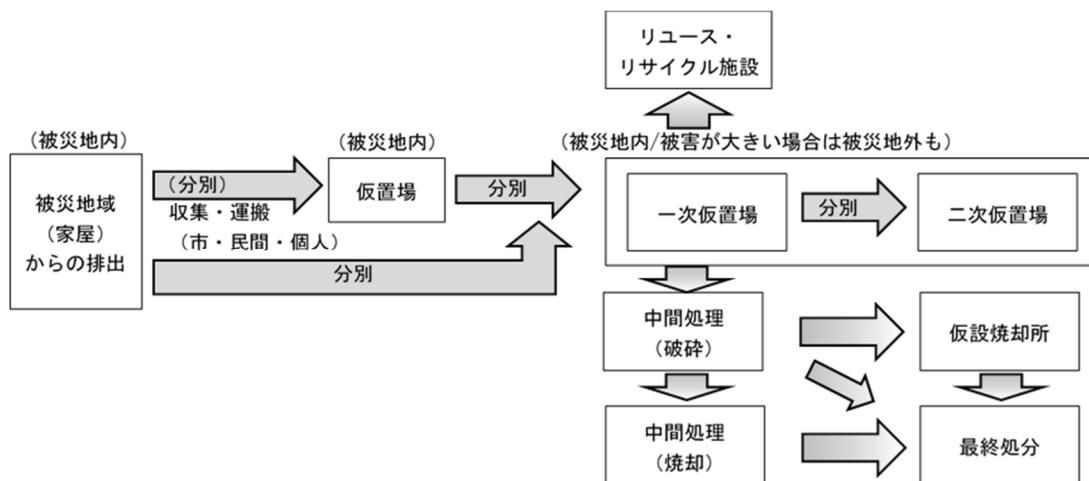 リユース・
リサイクル施設
（被災地内）
（被災地内）
（被災地内/被害が大きい場合は被災地外も）
被災地域
（家屋）
からの排出
（分別）
収集・運搬
（市・民間・個人）
分別
仮置場
分別
一次仮置場
分別
二次仮置場
中間処理
（破砕）
仮設焼却所
中間処理
（焼却）
最終処分